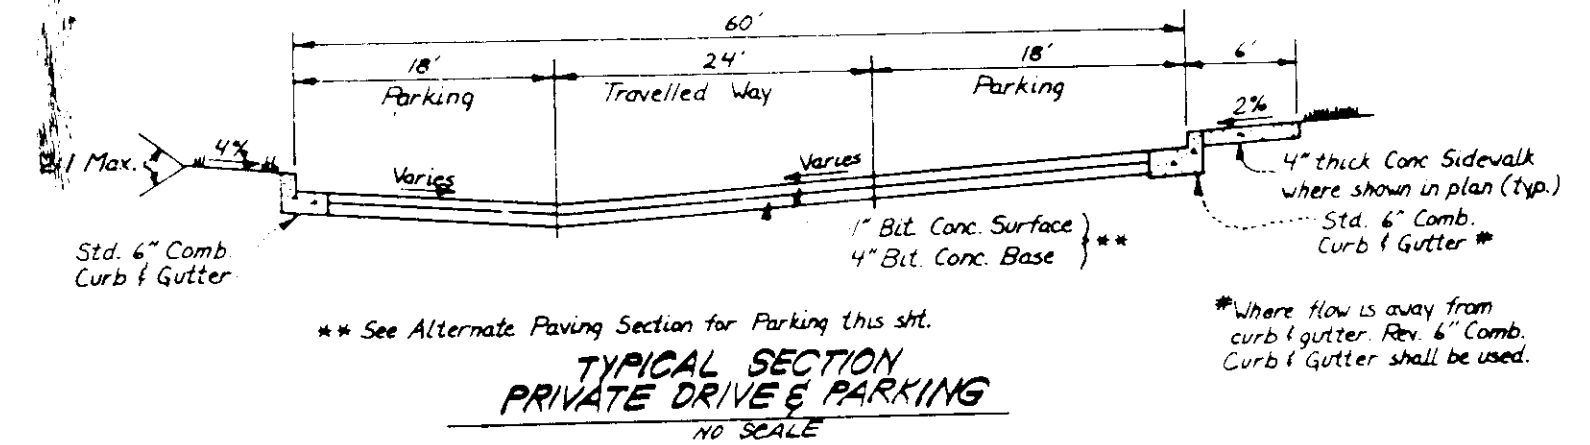 60'
18'
24'
18'
6'
Parking
Travelled Way
Parking
2%
4%
1 Max.
Varies
Varies
4" thick Conc Sidewalk
where shown in plan (typ.)
Std. 6" Comb.
Curb & Gutter #
1" Bit. Conc. Surface
4" Bit. Conc. Base
**
Std. 6" Comb.
Curb & Gutter
** See Alternate Paving Section for Parking this sht.
# Where flow is away from
curb & gutter. Rev. 6" Comb.
Curb & Gutter shall be used.
TYPICAL SECTION
PRIVATE DRIVE & PARKING
NO SCALE